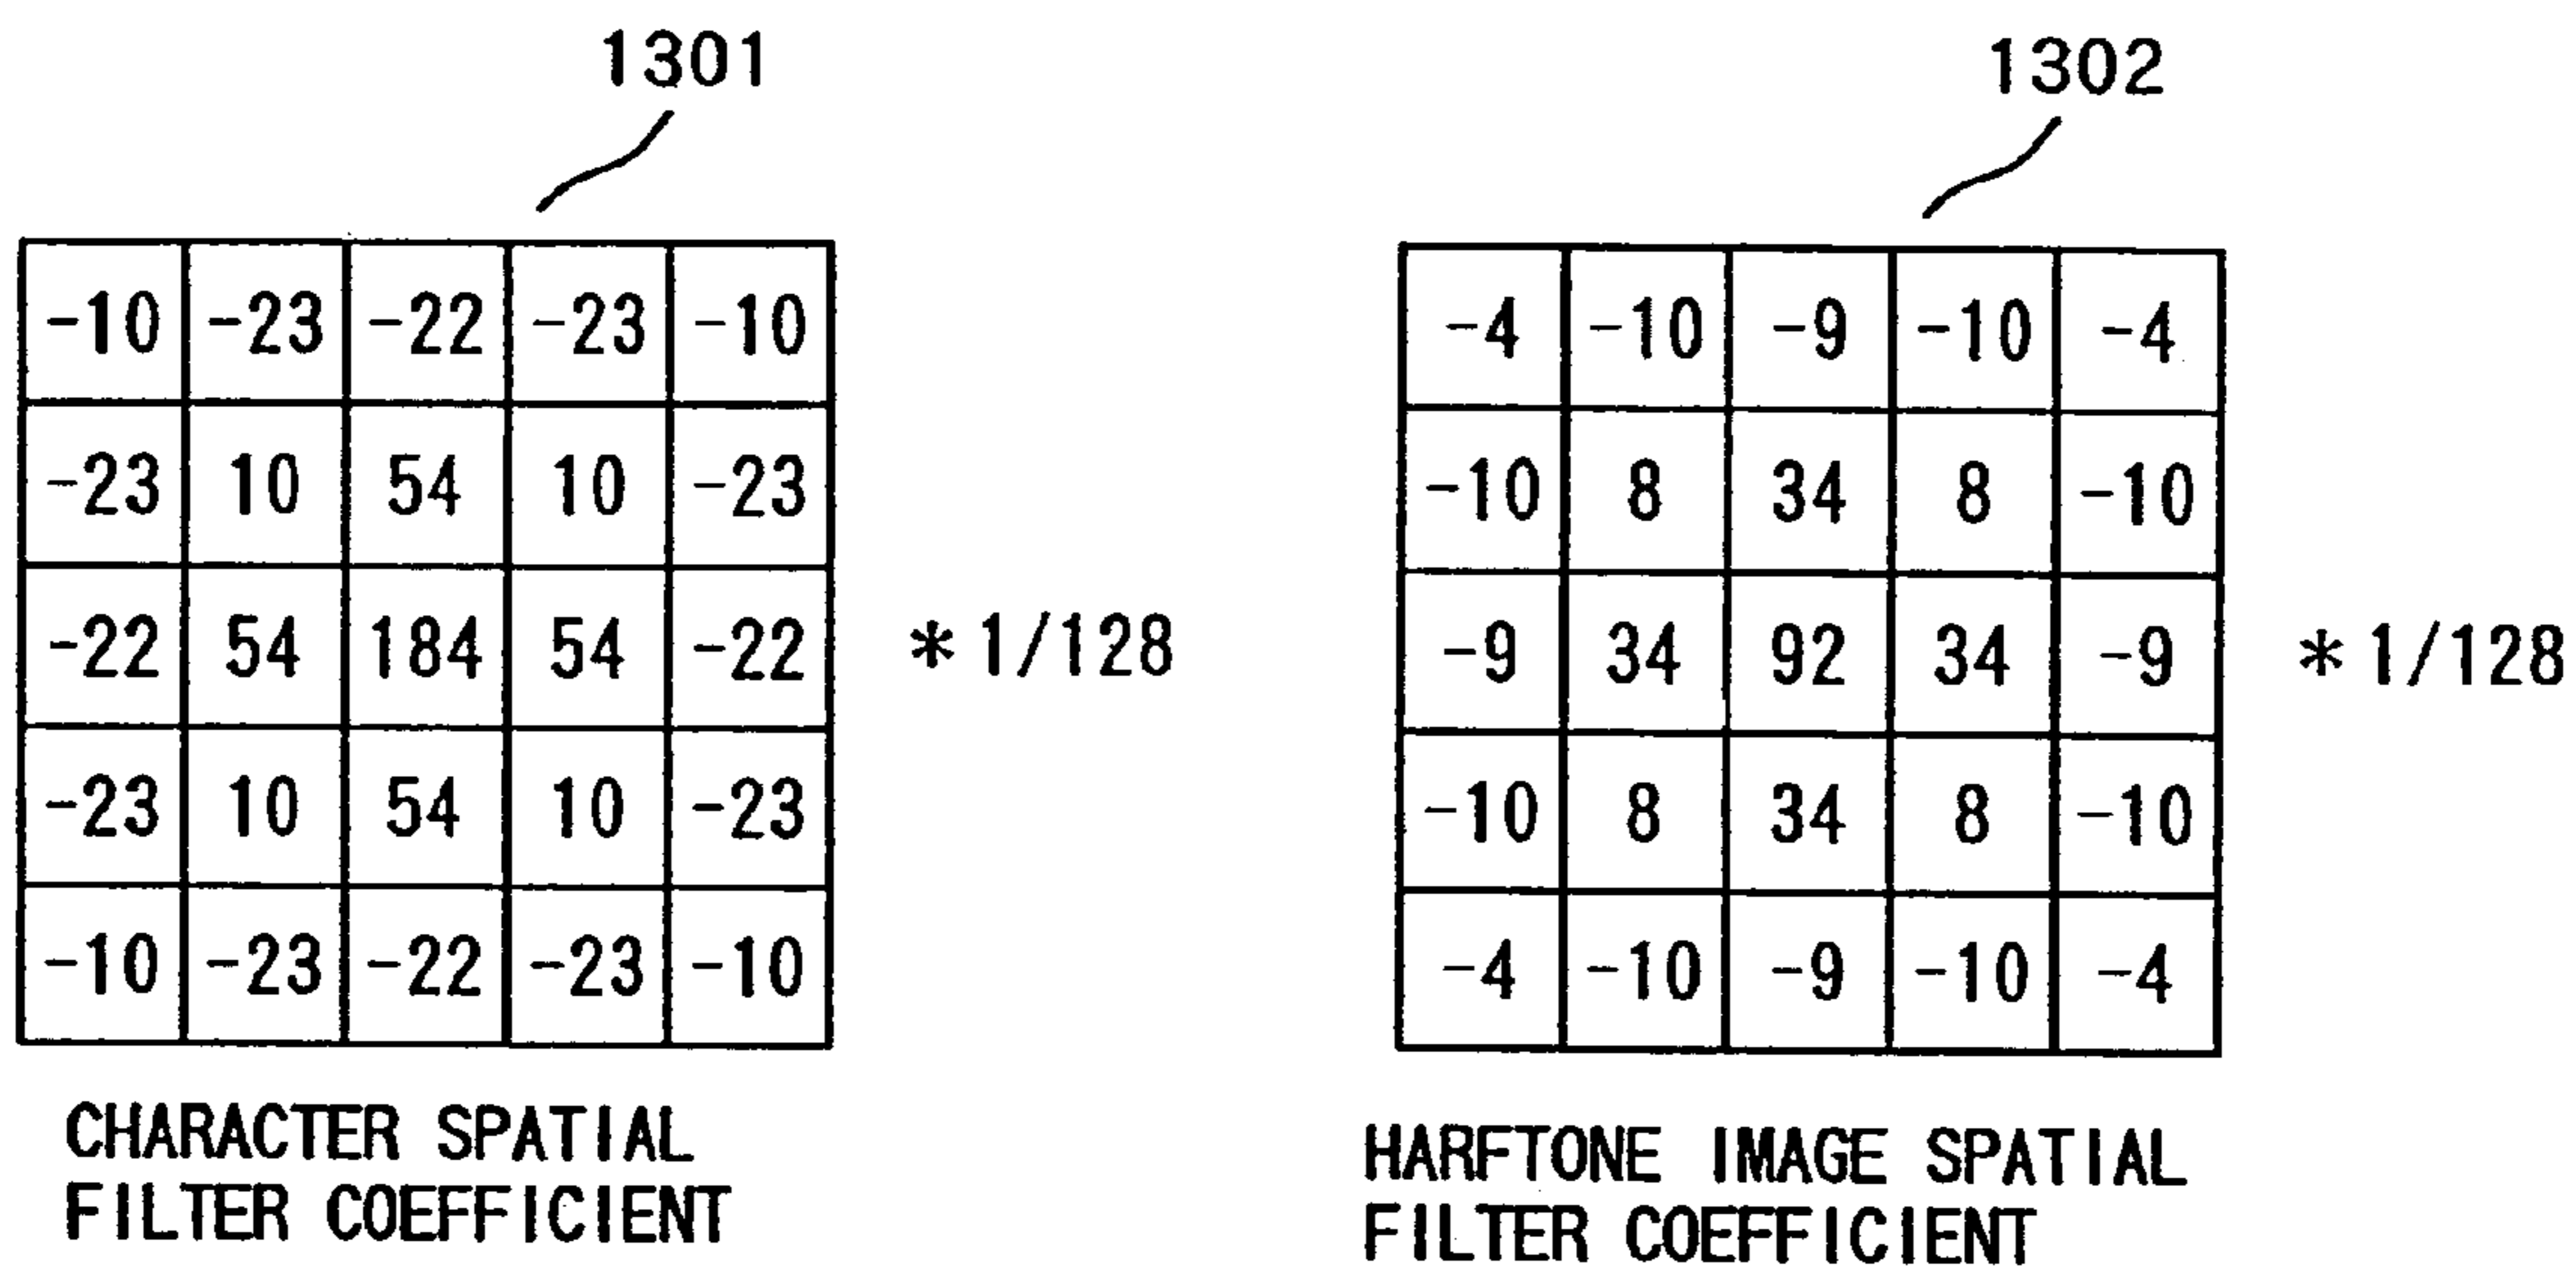 1301
-10 -23 -22 -23 -10
-23 10 54 10 -23
-22 54 184 54 -22 *1/128
-23 10 54 10 -23
-10 -23 -22 -23 -10
CHARACTER SPATIAL
FILTER COEFFICIENT
1302
-4 -10 -9 -10 -4
-10 8 34 8 -10
-9 34 92 34 -9 *1/128
-10 8 34 8 -10
-4 -10 -9 -10 -4
HARFTONE IMAGE SPATIAL
FILTER COEFFICIENT